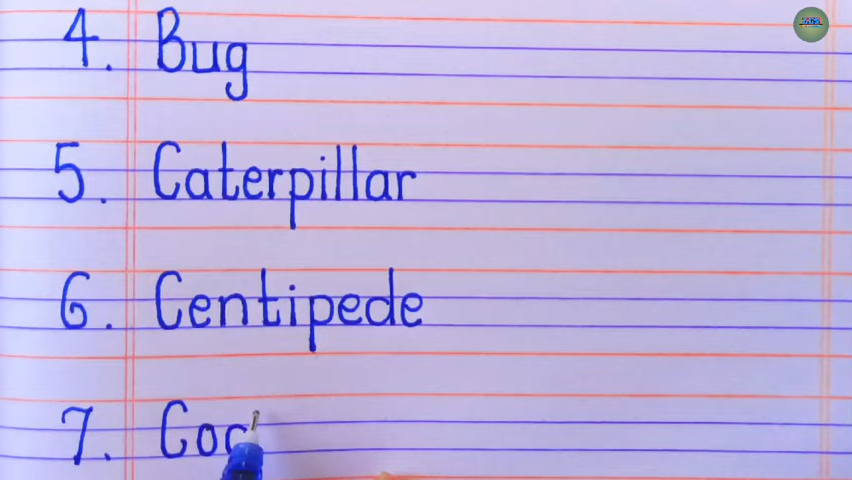 4. Bug
5. Caterpillar
6. Centipede
7. Coc